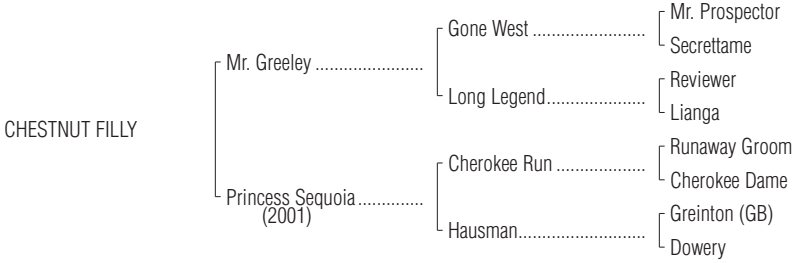 Mr. Prospector
Gone West ........................
Secrettame
Mr. Greeley .......................
Reviewer
Long Legend.....................
Lianga
CHESTNUT FILLY
Runaway Groom
Cherokee Run ...................
Cherokee Dame
Princess Sequoia..............
(2001)
Greinton (GB)
Hausman...........................
Dowery